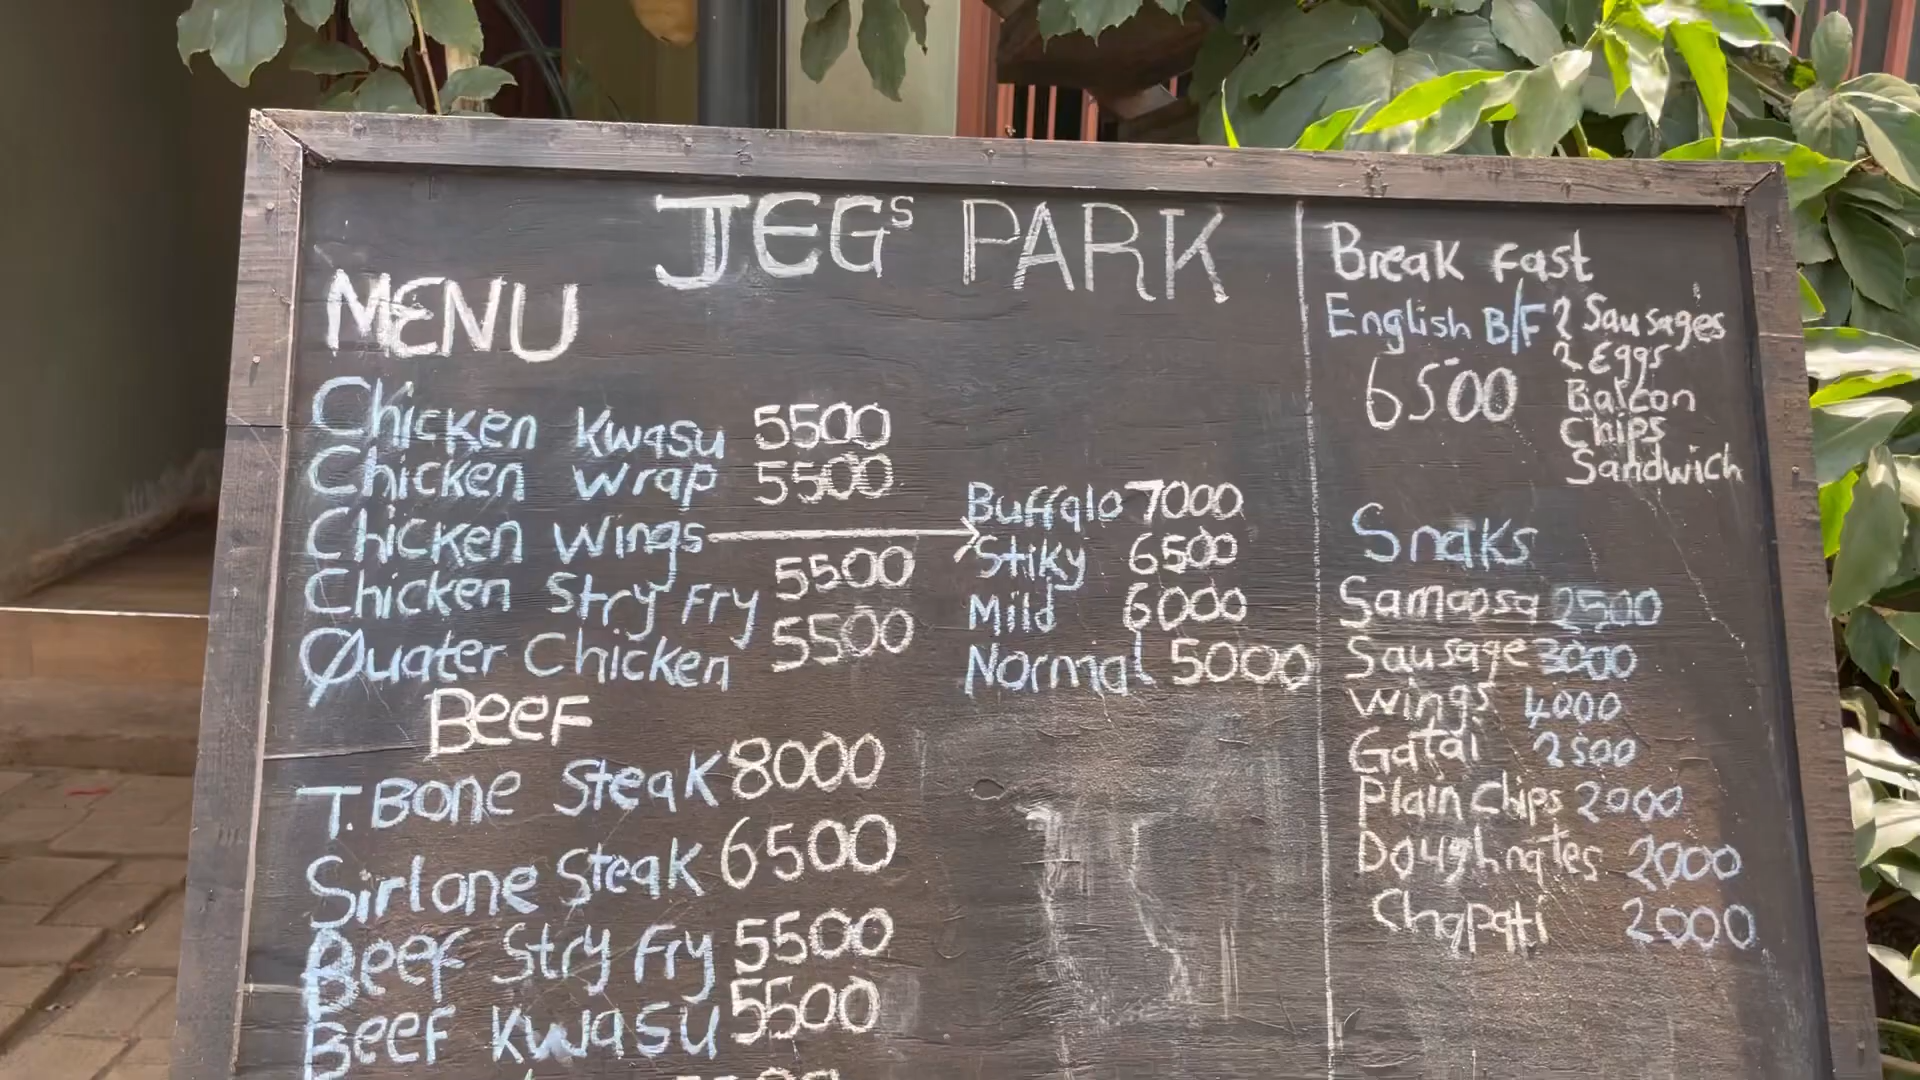 JEGs PARK
MENU
Chicken Kwasu 5500
Chicken wrap 5500
Chicken wings
Buffalo 7000
Stiky 6500
Mild 6000
Normal 5000
Chicken Stry Fry 5500
Quater Chicken 5500
BEEF
T.BONE Steak 8000
Sirlone Steak 6500
Beef Stry Fry 5500
Beef Kwasu 5500
Break Fast
English B/F 2 Sausages
6500 2 Eggs
Balcon
Chips
Sandwich
Snaks
Samoosa 2500
Sausage 3000
wings 4000
Gatai 2500
Plain Chips 2000
Doughnates 2000
Chapati 2000